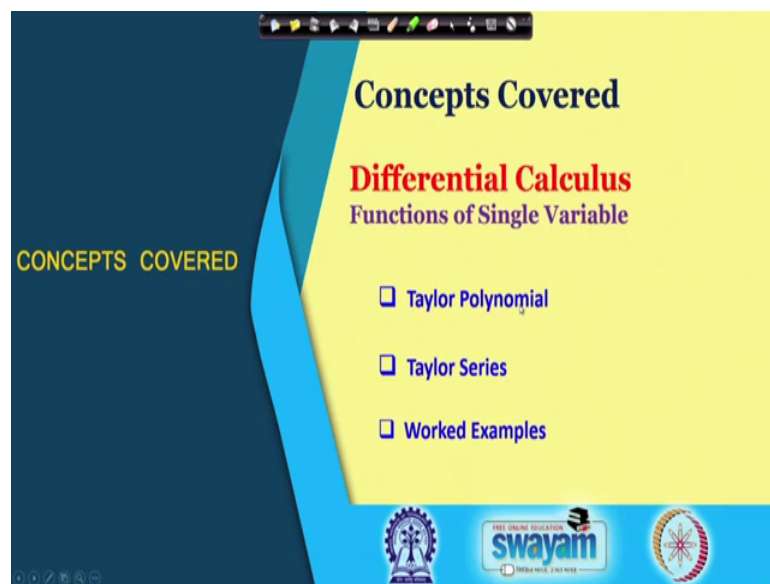 Concepts Covered
Differential Calculus
Functions of Single Variable
CONCEPTS COVERED
Taylor Polynomial
Taylor Series
Worked Examples
FREE ONLINE EDUCATION
swayam